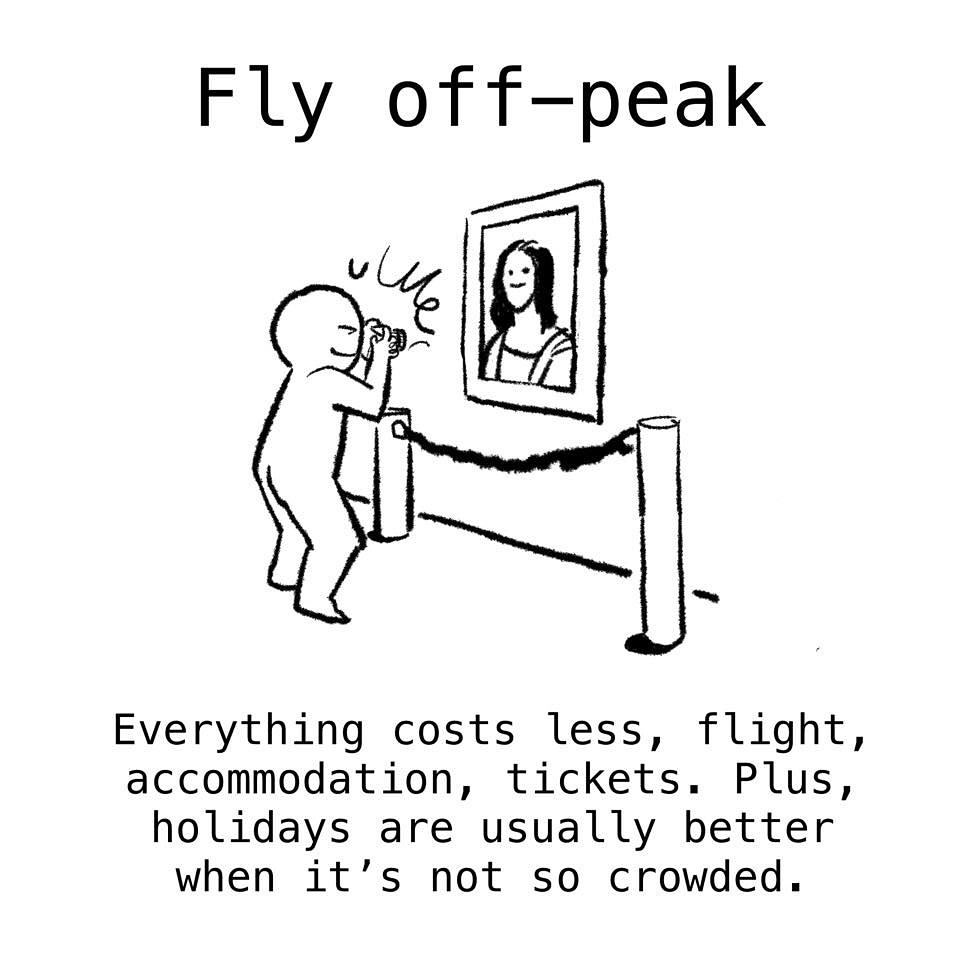 Fly off-peak
Everything costs less, flight,
accommodation, tickets. Plus,
holidays are usually better
when it’s not so crowded.